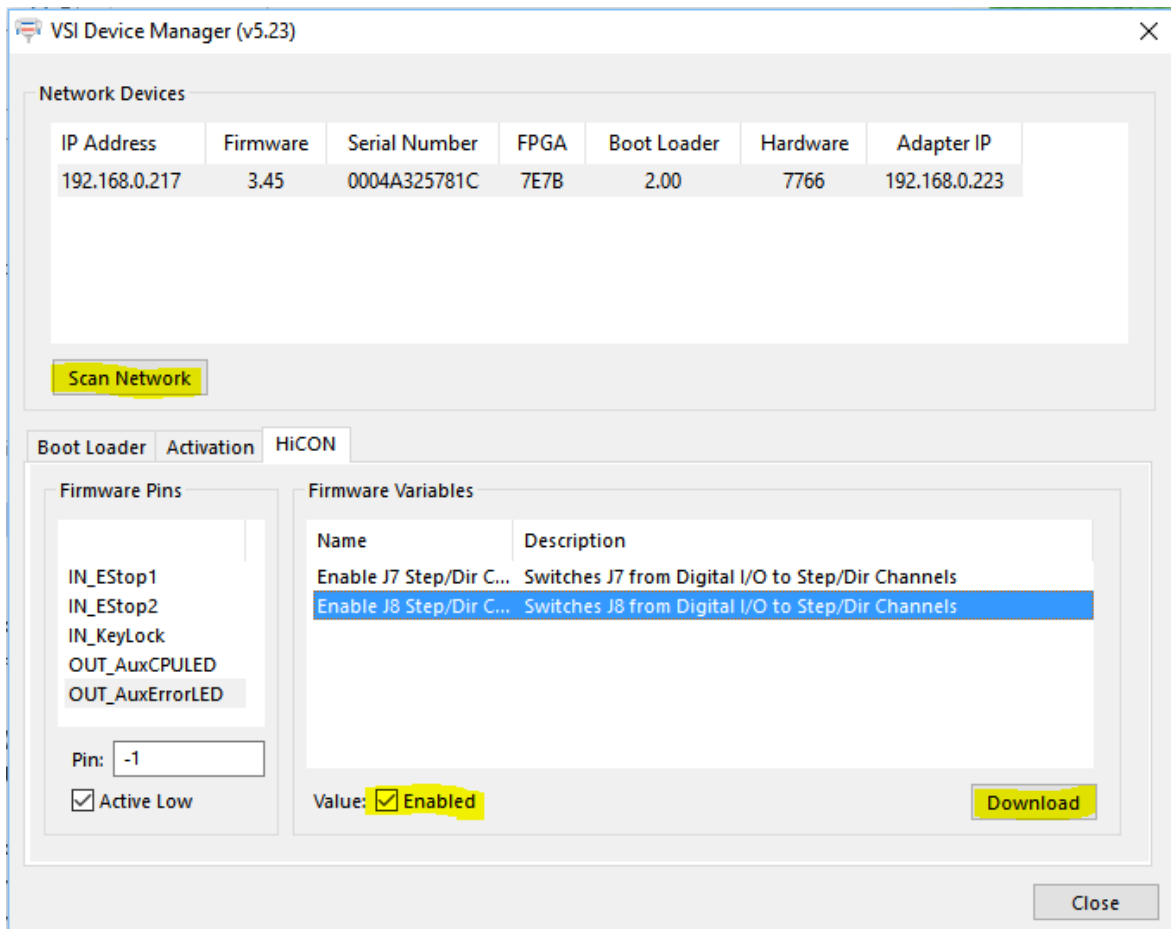 VSI Device Manager (v5.23)
Network Devices
IP Address Firmware Serial Number FPGA Boot Loader Hardware Adapter IP
192.168.0.217 3.45 0004A325781C 7E7B 2.00 7766 192.168.0.223
Scan Network
Boot Loader Activation HiCON
Firmware Pins
IN_EStop1
IN_EStop2
IN_KeyLock
OUT_AuxCPULED
OUT_AuxErrorLED
Pin: -1
Active Low
Firmware Variables
Name Description
Enable J7 Step/Dir C... Switches J7 from Digital I/O to Step/Dir Channels
Enable J8 Step/Dir C... Switches J8 from Digital I/O to Step/Dir Channels
Value: Enabled
Download
Close